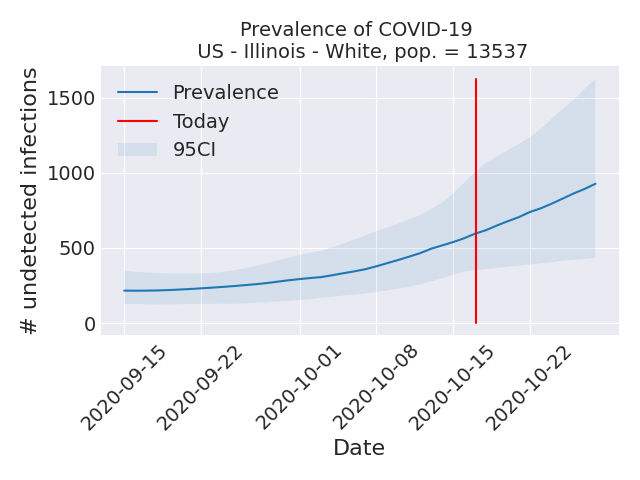 Prevalence of COVID-19
US - Illinois - White, pop. = 13537
# undetected infections
1500
1000
500
0
Prevalence
Today
95CI
2020-09-15
2020-09-22
2020-10-01
2020-10-08
2020-10-15
2020-10-22
Date